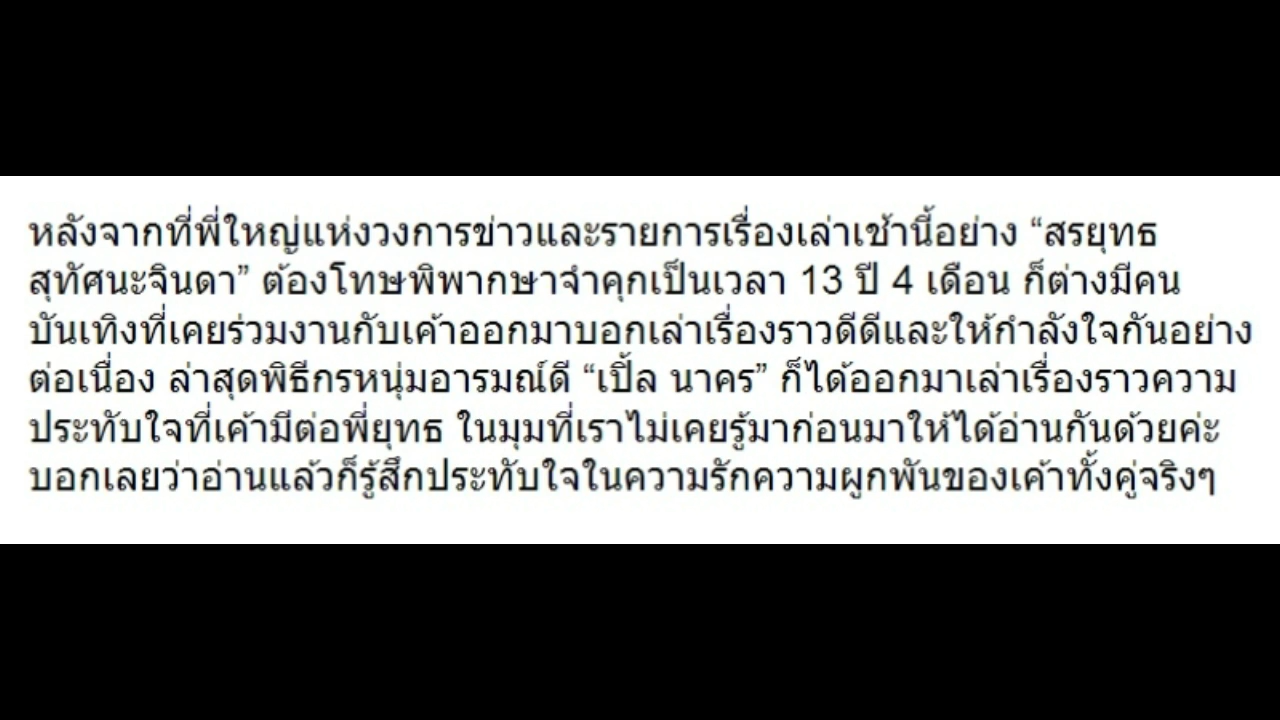 หลังจากที่พี่ใหญ่แห่งวงการข่าวและรายการเรื่องเล่าเช้านี้อย่าง “สรยุทธ
สุทัศนะจินดา” ต้องโทษพิพากษาจำคุกเป็นเวลา 13 ปี 4 เดือน ก็ต่างมีคน
บันเทิงที่เคยร่วมงานกับเค้าออกมาบอกเล่าเรื่องราวดีดีและให้กำลังใจกันอย่าง
ต่อเนื่อง ล่าสุดพิธีกรหนุ่มอารมณ์ดี “เปิ้ล นาคร” ก็ได้ออกมาเล่าเรื่องราวความ
ประทับใจที่เค้ามีต่อพี่ยุทธ ในมุมที่เราไม่เคยรู้มาก่อนมาให้ได้อ่านกันด้วยค่ะ
บอกเลยว่าอ่านแล้วก็รู้สึกประทับใจในความรักความผูกพันของเค้าทั้งคู่จริงๆ